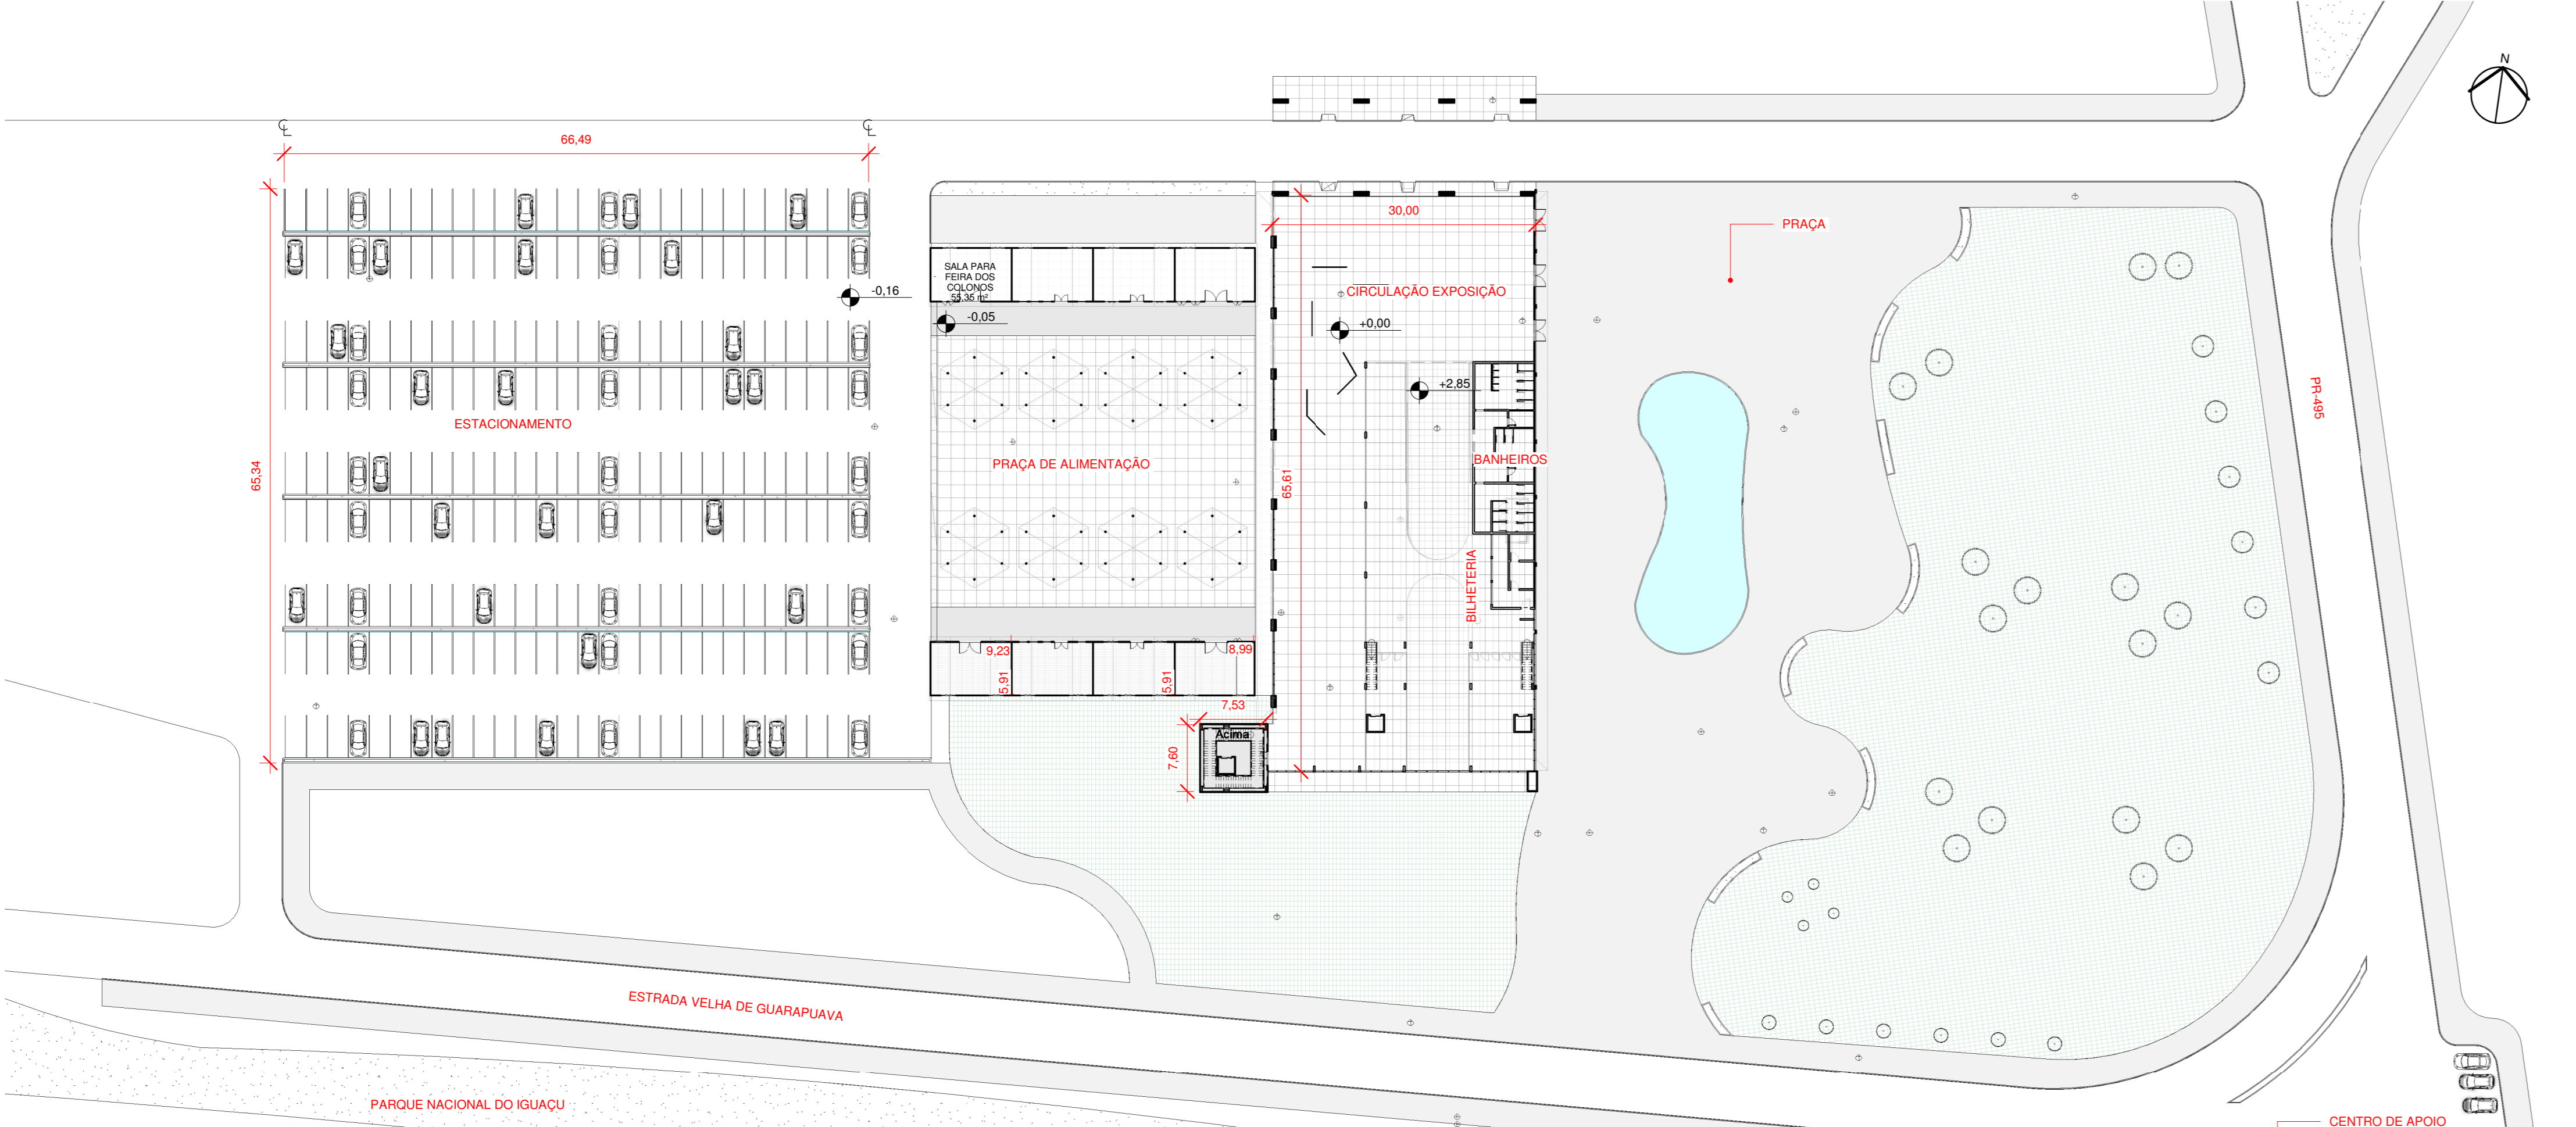 N
66,49
30,00
PRAÇA
SALA PARA
FEIRA DOS
COLONOS
55,35 m²
-0,16
CIRCULAÇÃO EXPOSIÇÃO
-0,05
+0,00
+2,85
PR-495
ESTACIONAMENTO
PRAÇA DE ALIMENTAÇÃO
BANHEIROS
65,34
65,61
BILHETERIA
9,23
8,99
5,91
5,91
7,53
Acima
7,60
ESTRADA VELHA DE GUARAPUAVA
PARQUE NACIONAL DO IGUAÇU
CENTRO DE APOIO